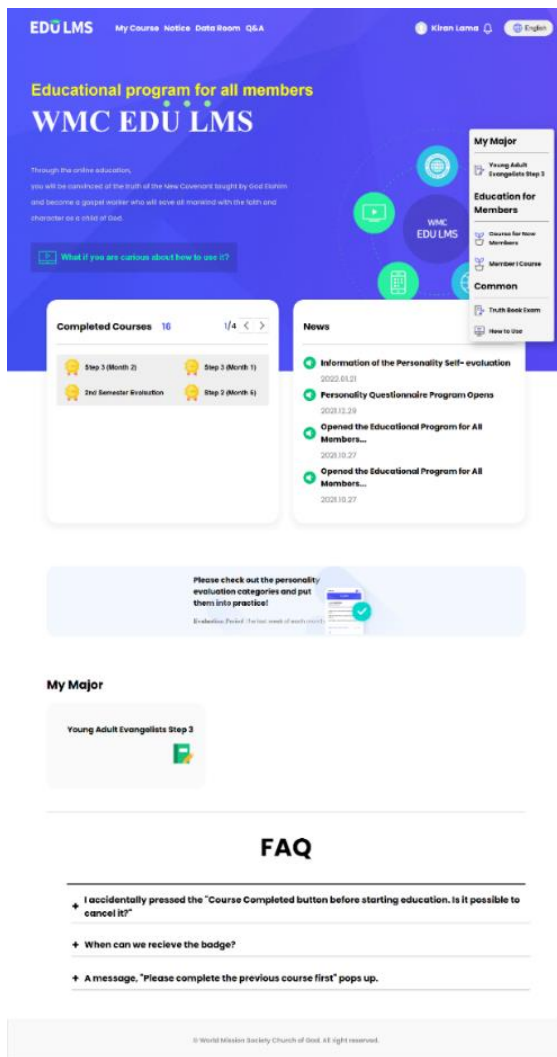 EDU LMS My Course Notice Data Room Q&A Kiran Lama English
Educational program for all members
WMC EDU LMS
Through the online education,
you will be convinced of the truth of the New Covenant taught by God Elohim
and become a gospel worker who will save all mankind with the faith and
character as a child of God.
What if you are curious about how to use it?
WMC
EDU LMS
My Major
Young Adult
Evangelists Step 3
Education for
Members
Course for New
Members
Member I Course
Common
Truth Book Exam
How to Use
Completed Courses 16 1/4 < >
Step 3 (Month 2) Step 3 (Month 1)
2nd Semester Evaluation Step 2 (Month 6)
News
Information of the Personality Self- evaluation
2022.01.21
Personality Questionnaire Program Opens
2021.12.29
Opened the Educational Program for All
Members...
2021.10.27
Opened the Educational Program for All
Members...
2021.10.27
Please check out the personality
evaluation categories and put
them into practice!
Evaluation Period the last week of each month
My Major
Young Adult Evangelists Step 3
FAQ
+ I accidentally pressed the "Course Completed button before starting education. Is it possible to
cancel it?"
+ When can we recieve the badge?
+ A message, "Please complete the previous course first" pops up.
© World Mission Society Church of God. All right reserved.